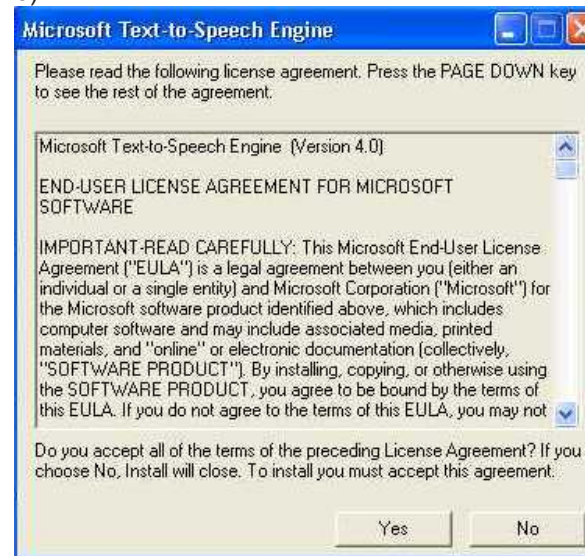 Microsoft Text-to-Speech Engine
Please read the following license agreement. Press the PAGE DOWN key
to see the rest of the agreement.
Microsoft Text-to-Speech Engine (Version 4.0)
END-USER LICENSE AGREEMENT FOR MICROSOFT
SOFTWARE
IMPORTANT-READ CAREFULLY: This Microsoft End-User License
Agreement ("EULA") is a legal agreement between you (either an
individual or a single entity) and Microsoft Corporation ("Microsoft") for
the Microsoft software product identified above, which includes
computer software and may include associated media, printed
materials, and "online" or electronic documentation (collectively,
"SOFTWARE PRODUCT"). By installing, copying, or otherwise using
the SOFTWARE PRODUCT, you agree to be bound by the terms of
this EULA. If you do not agree to the terms of this EULA, you may not
Do you accept all of the terms of the preceding License Agreement? If you
choose No, Install will close. To install you must accept this agreement.
Yes No